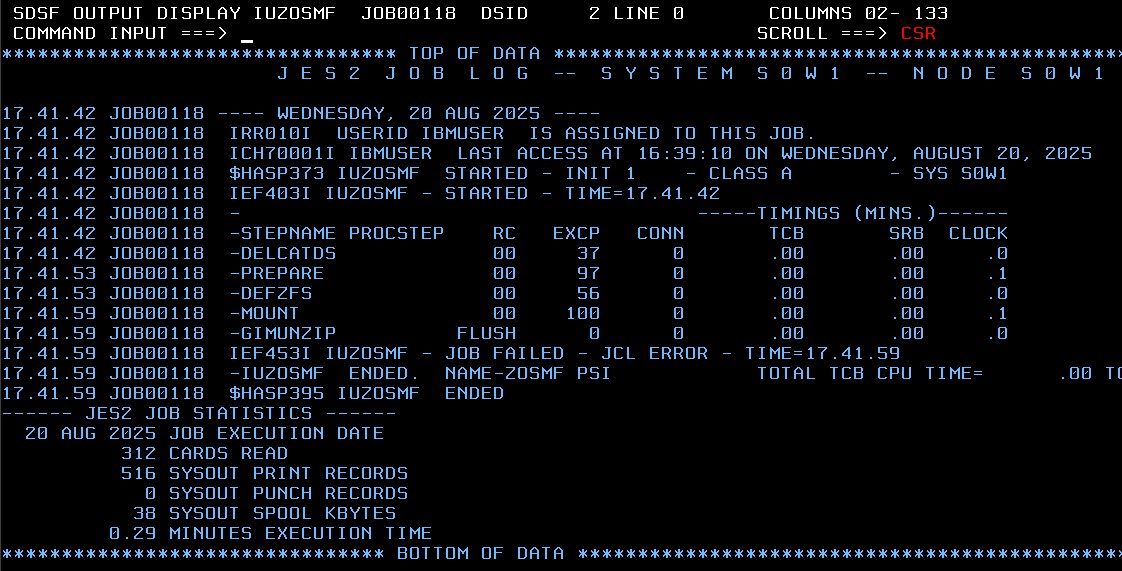 SDSF OUTPUT DISPLAY IUZOSMF  JOB00118  DSID     2 LINE 0       COLUMNS 02- 133
COMMAND INPUT ===> _                                            SCROLL ===> CSR
********************************* TOP OF DATA ************************************************
                       J E S 2  J O B  L O G  --  S Y S T E M  S 0 W 1  --  N O D E  S 0 W 1

17.41.42 JOB00118 ---- WEDNESDAY, 20 AUG 2025 ----
17.41.42 JOB00118  IRR010I  USERID IBMUSER  IS ASSIGNED TO THIS JOB.
17.41.42 JOB00118  ICH70001I IBMUSER  LAST ACCESS AT 16:39:10 ON WEDNESDAY, AUGUST 20, 2025
17.41.42 JOB00118  $HASP373 IUZOSMF  STARTED - INIT 1    - CLASS A        - SYS S0W1
17.41.42 JOB00118  IEF403I IUZOSMF - STARTED - TIME=17.41.42
17.41.42 JOB00118  -                                      -----TIMINGS (MINS.)------
17.41.42 JOB00118  -STEPNAME PROCSTEP    RC   EXCP   CONN       TCB       SRB  CLOCK
17.41.42 JOB00118  -DELCATDS             00     37      0       .00       .00     .0
17.41.53 JOB00118  -PREPARE              00     97      0       .00       .00     .1
17.41.53 JOB00118  -DEFZFS               00     56      0       .00       .00     .0
17.41.59 JOB00118  -MOUNT                00    100      0       .00       .00     .1
17.41.59 JOB00118  -GIMUNZIP          FLUSH      0      0       .00       .00     .0
17.41.59 JOB00118  IEF453I IUZOSMF - JOB FAILED - JCL ERROR - TIME=17.41.59
17.41.59 JOB00118  -IUZOSMF  ENDED.  NAME-ZOSMF PSI            TOTAL TCB CPU TIME=      .00 TO
17.41.59 JOB00118  $HASP395 IUZOSMF  ENDED
------ JES2 JOB STATISTICS ------
  20 AUG 2025 JOB EXECUTION DATE
          312 CARDS READ
          516 SYSOUT PRINT RECORDS
            0 SYSOUT PUNCH RECORDS
           38 SYSOUT SPOOL KBYTES
         0.29 MINUTES EXECUTION TIME
******************************** BOTTOM OF DATA **********************************************